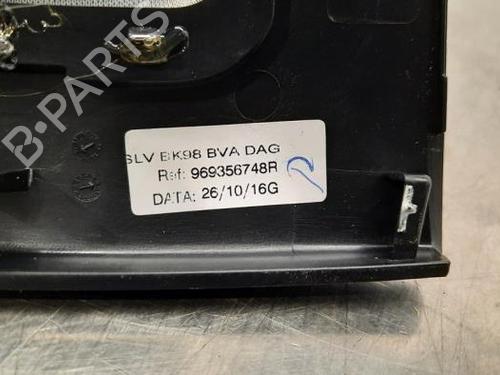 B-PARTS
SLV BK98 BVA DAG
Ref: 969356748R
DATA: 26/10/16G